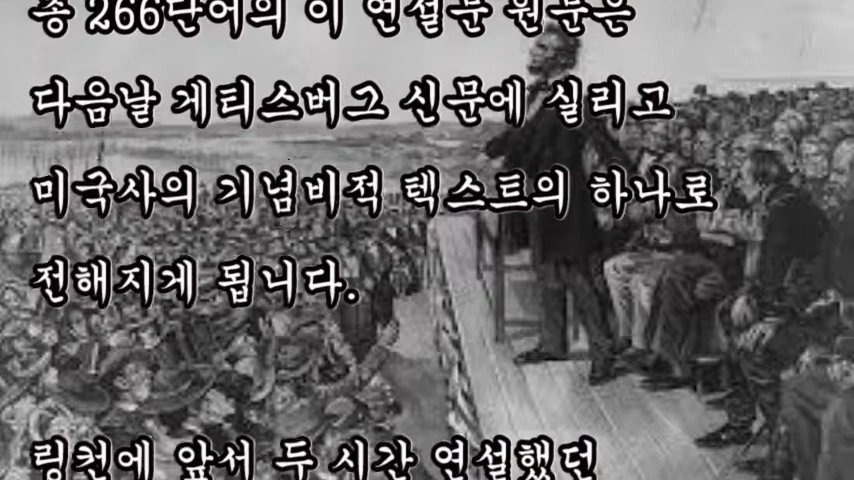 총 266단어의 이 연설문 원문은
다음날 게티스버그 신문에 실리고
미국사의 기념비적 텍스트의 하나로
전해지게 됩니다.
링컨에 앞서 두 시간 연설했던